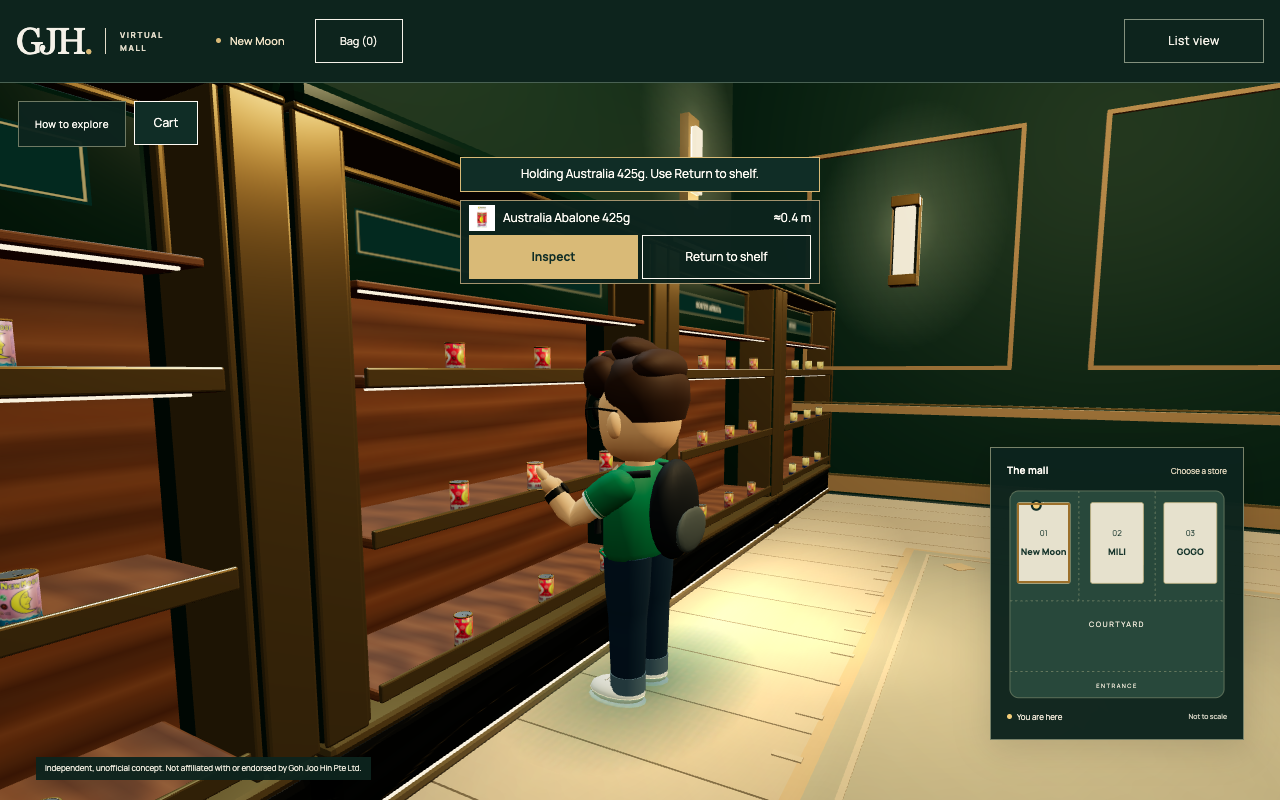 GJH.
VIRTUAL
MALL
New Moon
Bag (0)
List view
How to explore
Cart
Holding Australia 425g. Use Return to shelf.
Australia Abalone 425g
≈0.4 m
Inspect
Return to shelf
SOUTH AFRICA
The mall
Choose a store
01
New Moon
02
MILI
03
GOGO
COURTYARD
ENTRANCE
You are here
Not to scale
Independent, unofficial concept. Not affiliated with or endorsed by Goh Joo Hin Pte Ltd.